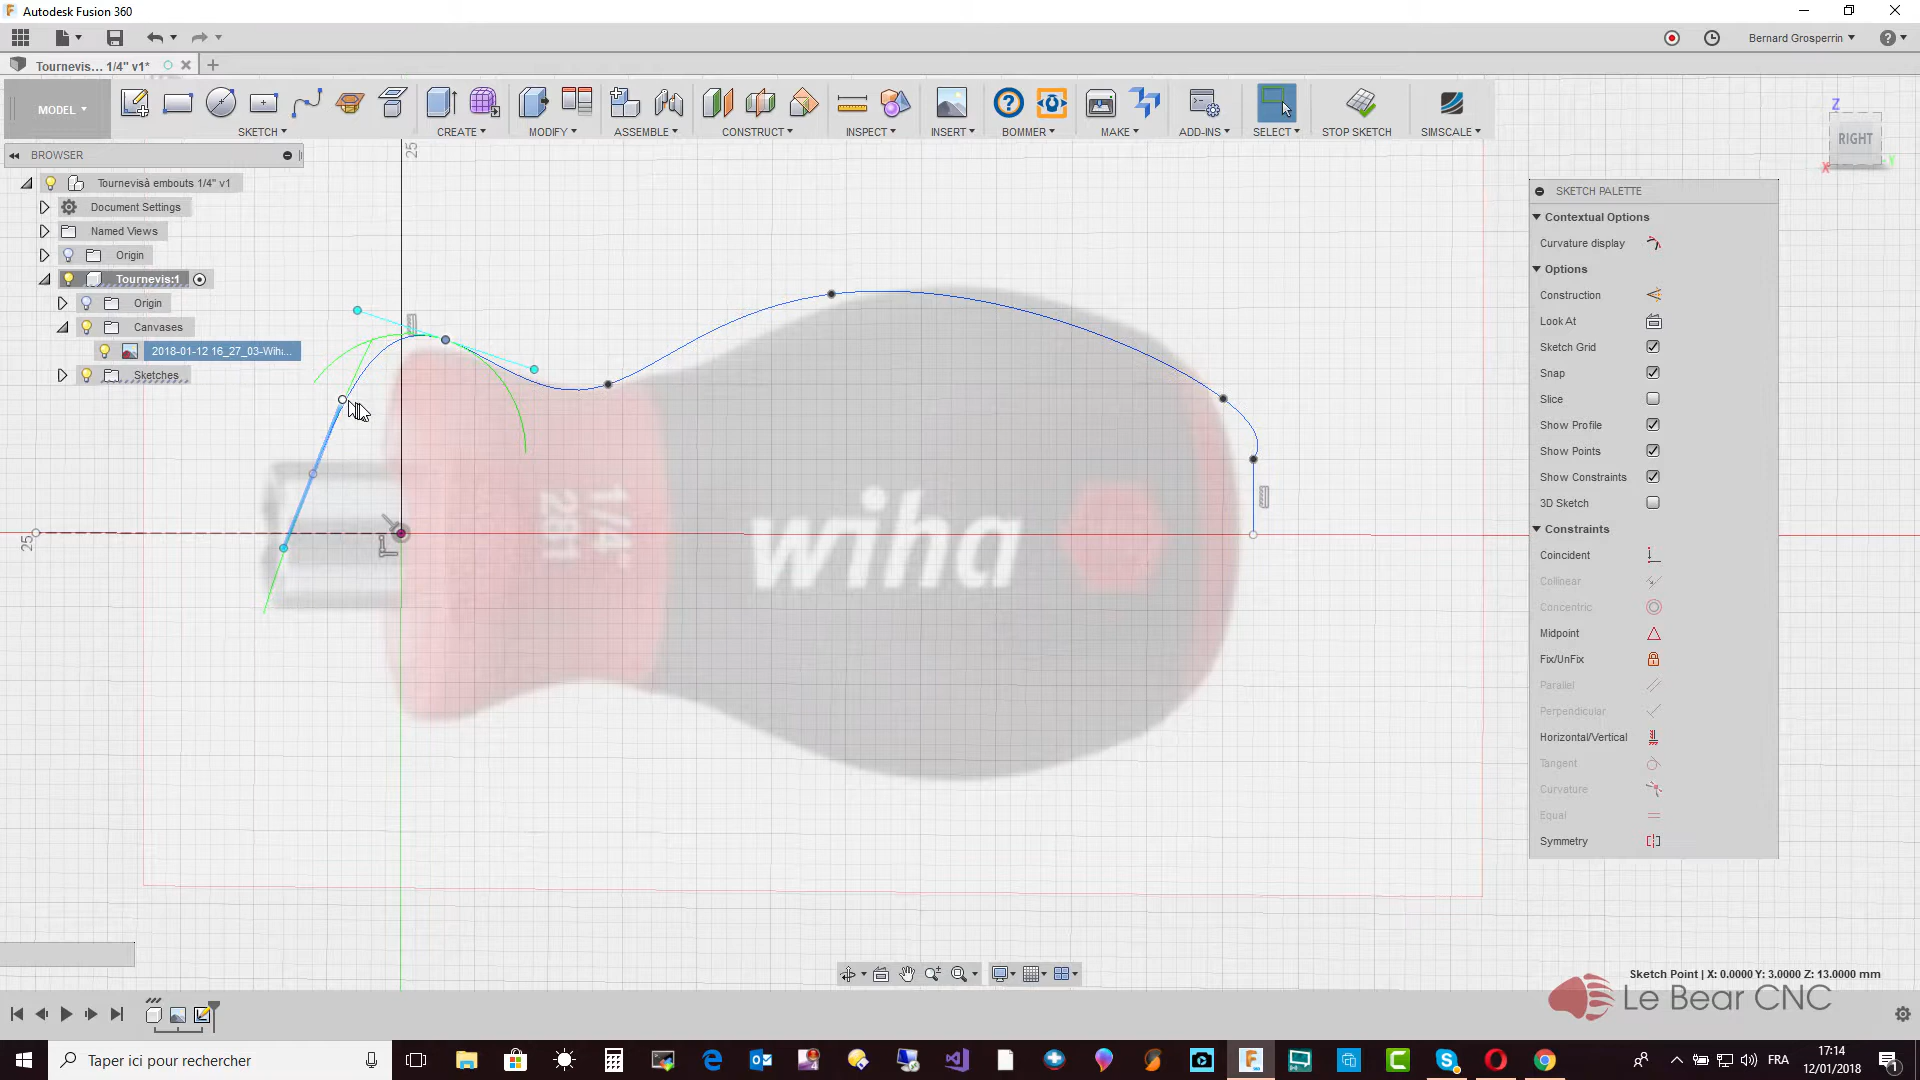 Autodesk Fusion 360
Bernard Grosperrin
Tournevis... 1/4" v1*
MODEL
SKETCH
CREATE
MODIFY
ASSEMBLE
CONSTRUCT
INSPECT
INSERT
BOMMER
MAKE
ADD-INS
SELECT
STOP SKETCH
SIMSCALE
BROWSER
Tournevisà embouts 1/4" v1
Document Settings
Named Views
Origin
Tournevis:1
Origin
Canvases
2018-01-12 16_27_03-Wih...
Sketches
25
25
Z
RIGHT
X
Y
1/4"
281
wiha
SKETCH PALETTE
Contextual Options
Curvature display
Options
Construction
Look At
Sketch Grid
Snap
Slice
Show Profile
Show Points
Show Constraints
3D Sketch
Constraints
Coincident
Collinear
Concentric
Midpoint
Fix/UnFix
Parallel
Perpendicular
Horizontal/Vertical
Tangent
Curvature
Equal
Symmetry
Sketch Point | X: 0.0000 Y: 3.0000 Z: 13.0000 mm
Le Bear CNC
Taper ici pour rechercher
FRA
17:14
12/01/2018
1